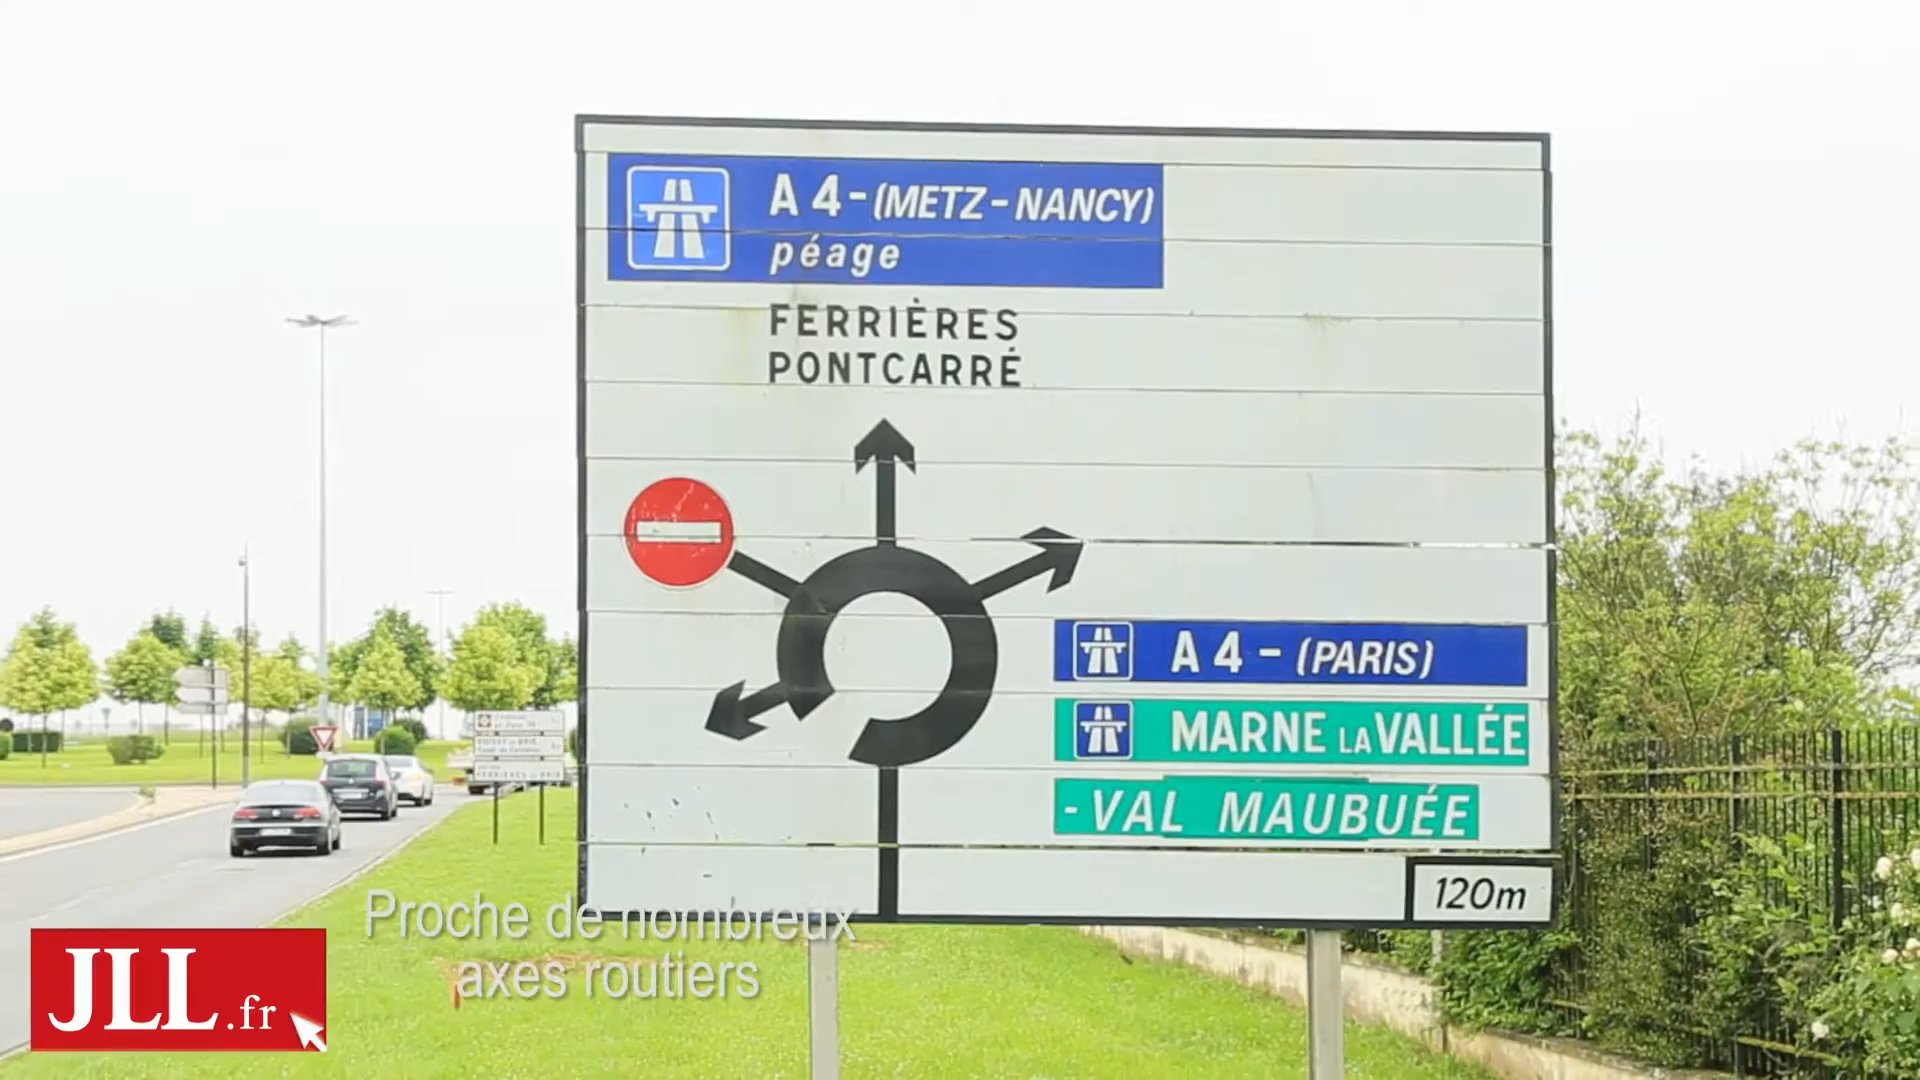 A 4 - (METZ - NANCY)
péage
FERRIÈRES
PONTCARRÉ
A 4 - (PARIS)
MARNE LA VALLÉE
- VAL MAUBUÉE
120m
Proche de nombreux
axes routiers
JLL.fr